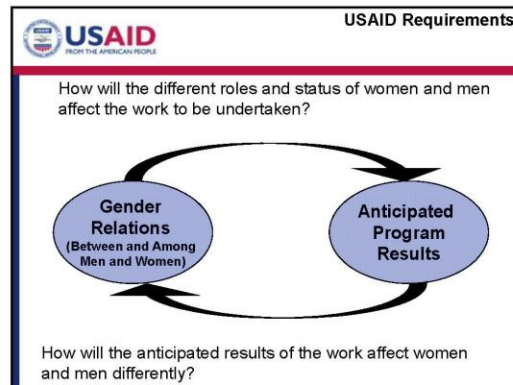 USAID Requirements
USAID
FROM THE AMERICAN PEOPLE
How will the different roles and status of women and men
affect the work to be undertaken?
Gender
Relations
(Between and Among
Men and Women)
Anticipated
Program
Results
How will the anticipated results of the work affect women
and men differently?